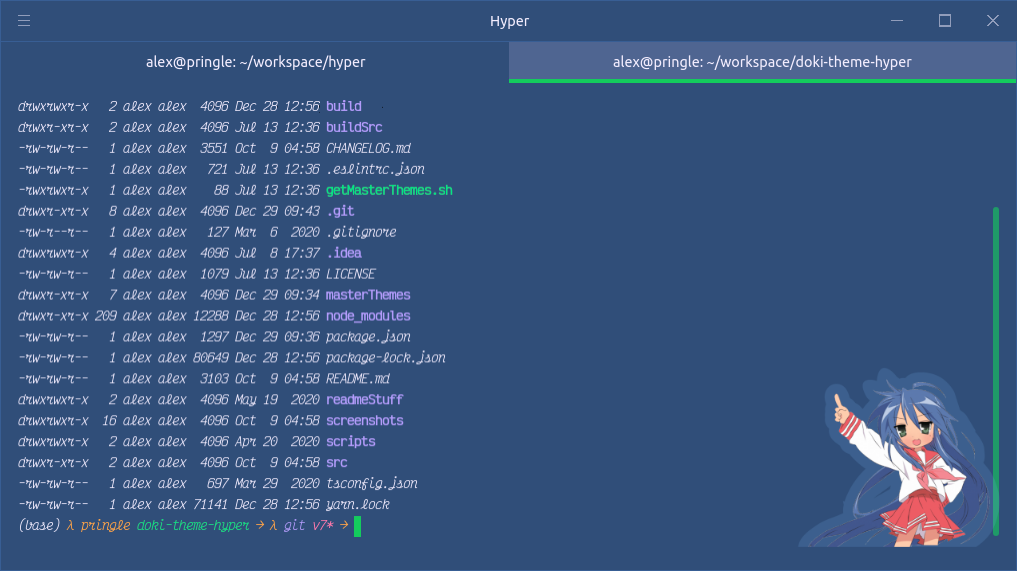 Hyper
alex@pringle: ~/workspace/hyper
alex@pringle: ~/workspace/doki-theme-hyper
drwxrwxr-x   2 alex alex  4096 Dec 28 12:56 build
drwxr-xr-x   2 alex alex  4096 Jul 13 12:36 buildSrc
-rw-rw-r--   1 alex alex  3551 Oct  9 04:58 CHANGELOG.md
-rw-rw-r--   1 alex alex   721 Jul 13 12:36 .eslintrc.json
-rwxrwxr-x   1 alex alex    88 Jul 13 12:36 getMasterThemes.sh
drwxr-xr-x   8 alex alex  4096 Dec 29 09:43 .git
-rw-r--r--   1 alex alex   127 Mar  6  2020 .gitignore
drwxrwxr-x   4 alex alex  4096 Jul  8 17:37 .idea
-rw-rw-r--   1 alex alex  1079 Jul 13 12:36 LICENSE
drwxr-xr-x   7 alex alex  4096 Dec 29 09:34 masterThemes
drwxr-xr-x 209 alex alex 12288 Dec 28 12:56 node_modules
-rw-rw-r--   1 alex alex  1297 Dec 29 09:36 package.json
-rw-rw-r--   1 alex alex 80649 Dec 28 12:56 package-lock.json
-rw-rw-r--   1 alex alex  3103 Oct  9 04:58 README.md
drwxrwxr-x   2 alex alex  4096 May 19  2020 readmeStuff
drwxrwxr-x  16 alex alex  4096 Oct  9 04:58 screenshots
drwxrwxr-x   2 alex alex  4096 Apr 20  2020 scripts
drwxr-xr-x   2 alex alex  4096 Oct  9 04:58 src
-rw-rw-r--   1 alex alex   697 Mar 29  2020 tsconfig.json
-rw-rw-r--   1 alex alex 71141 Dec 28 12:56 yarn.lock
(base) λ pringle doki-theme-hyper → λ git v7* →